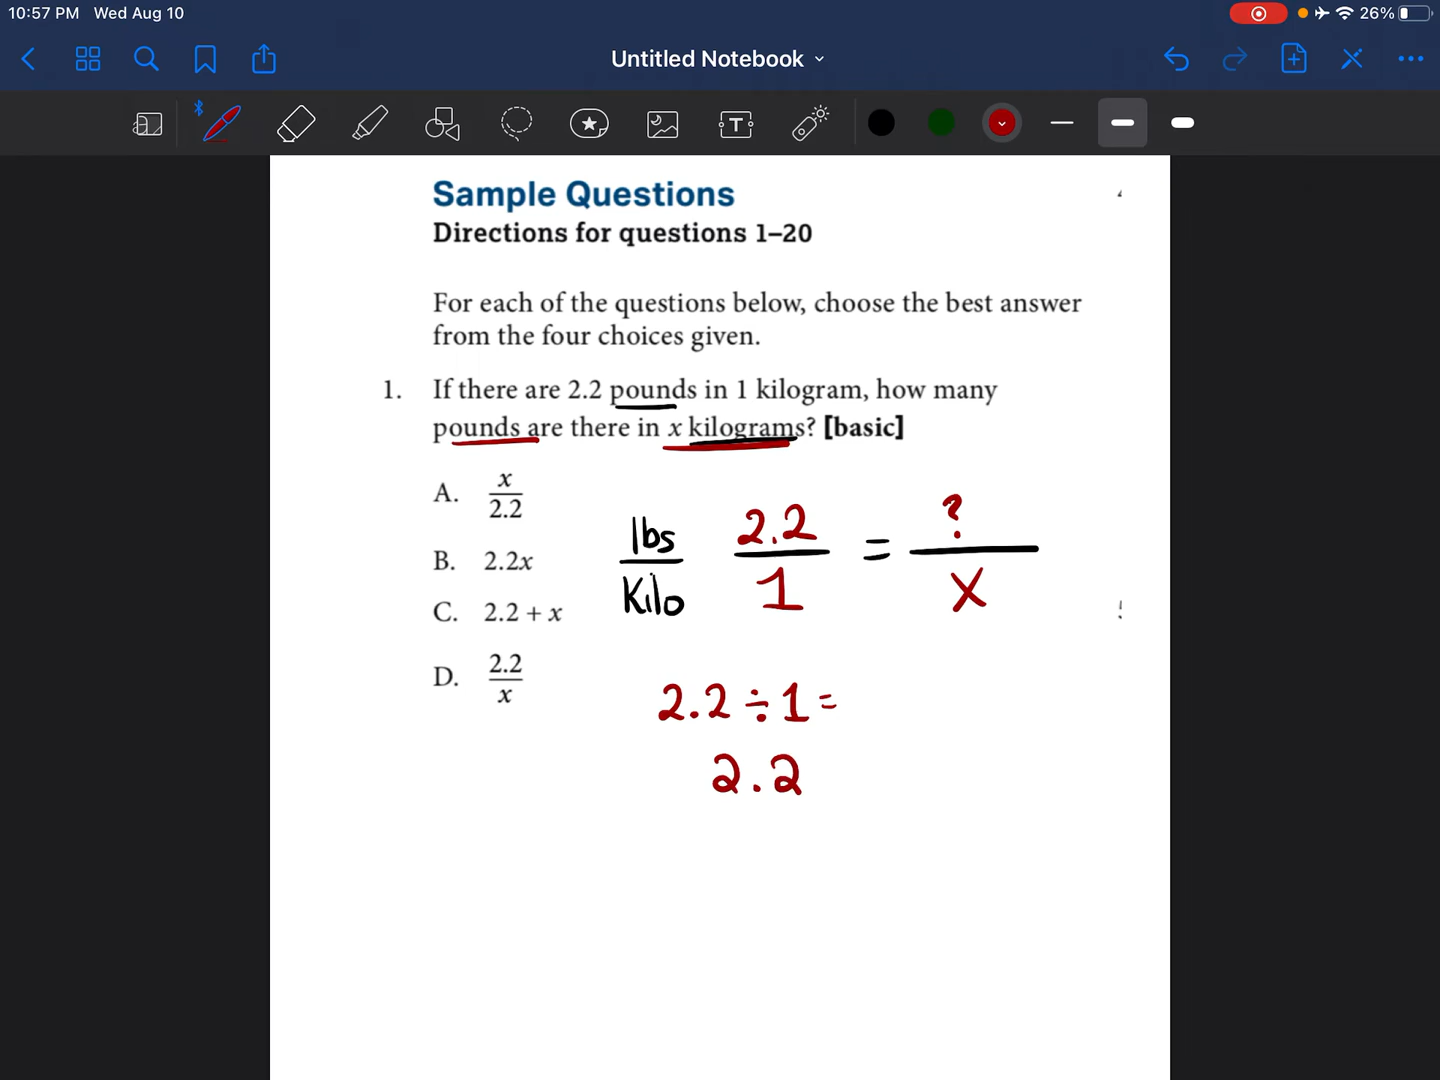 10:57 PM Wed Aug 10
26%
Untitled Notebook
T
Sample Questions
Directions for questions 1–20
For each of the questions below, choose the best answer
from the four choices given.
1. If there are 2.2 pounds in 1 kilogram, how many
pounds are there in x kilograms? [basic]
A. x/2.2
B. 2.2x
C. 2.2 + x
D. 2.2/x
lbs/Kilo 2.2/1 = ?/x
2.2 ÷ 1 =
2.2